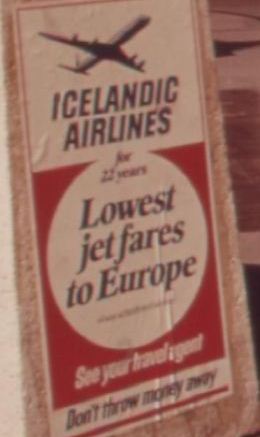 ICELANDIC
AIRLINES
for
22 years
Lowest
jet fares
to Europe
See your travel agent
Don't throw money away